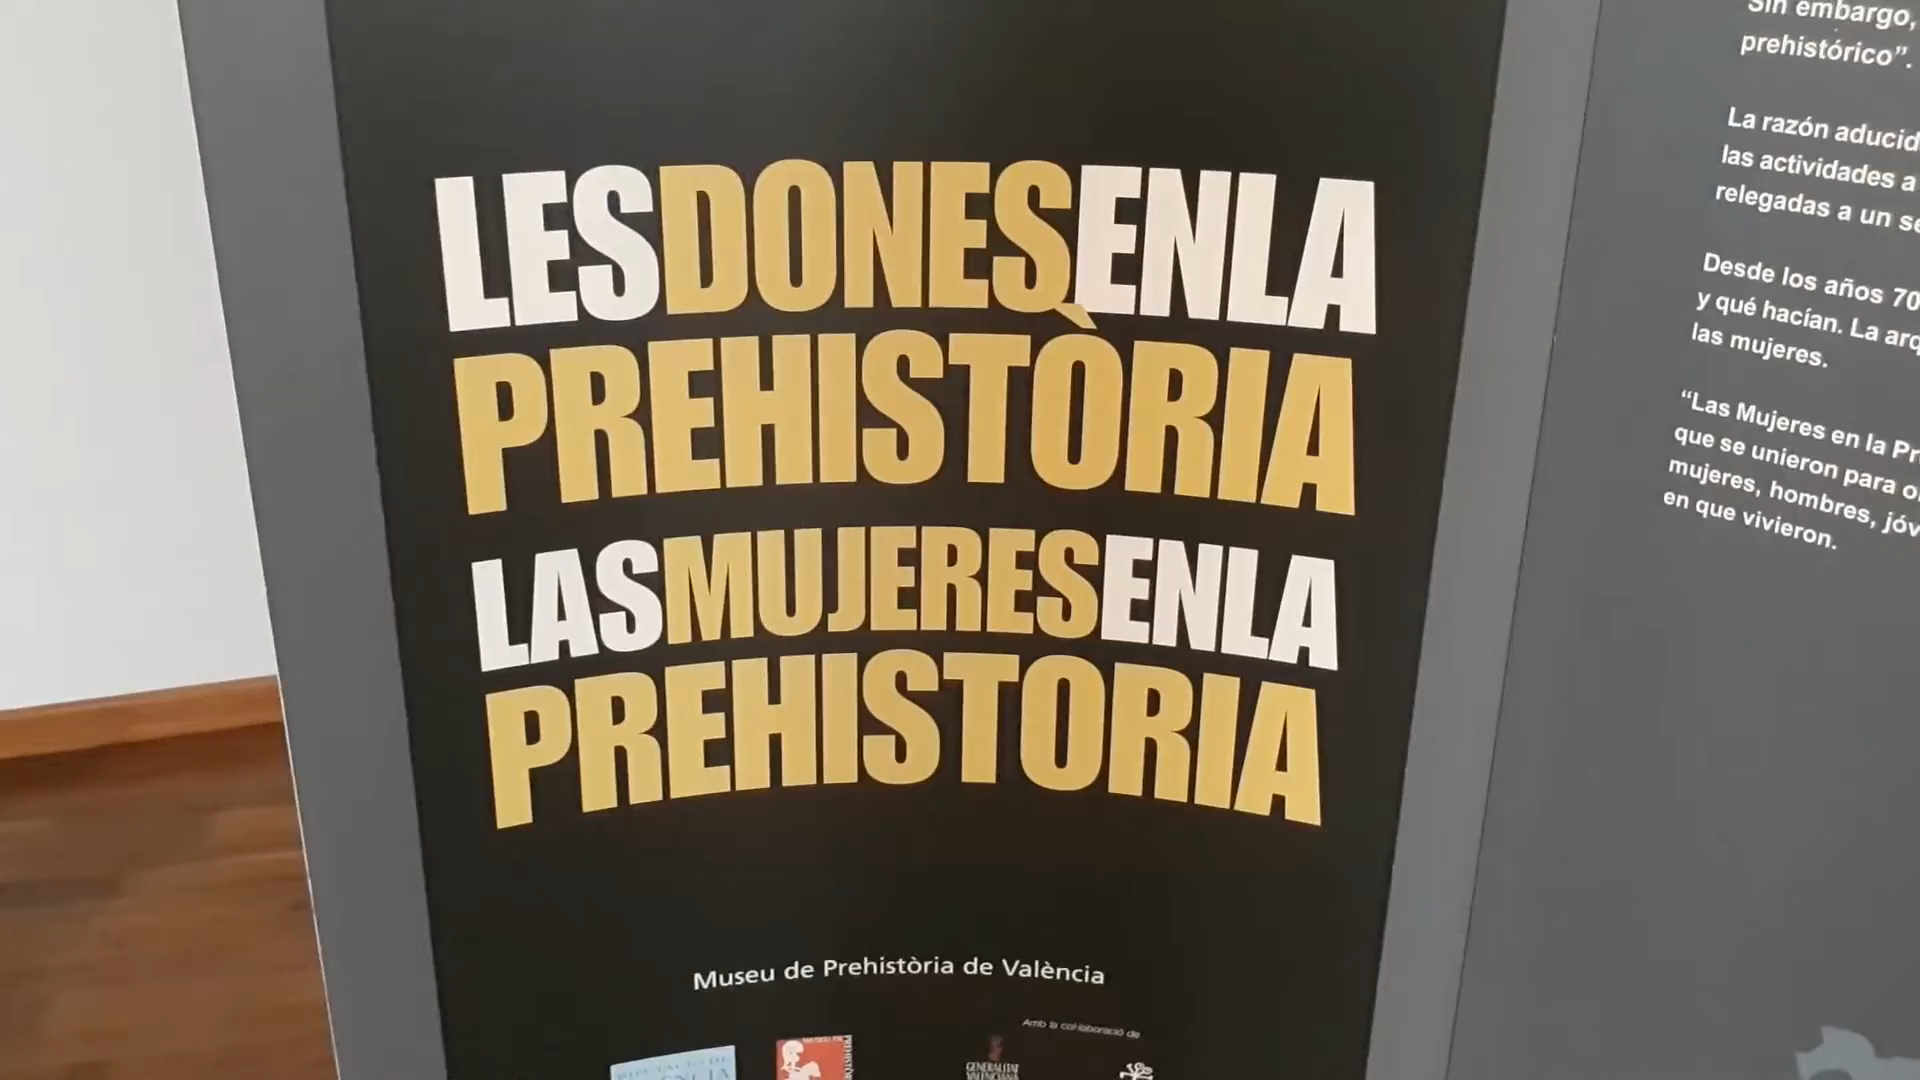 LES DONES EN LA
PREHISTÒRIA
LAS MUJERES EN LA
PREHISTORIA
Museu de Prehistòria de València
Amb la col·laboració de
GENERALITAT
VALENCIANA
Sin embargo,
prehistórico”.
La razón aducid
las actividades a
relegadas a un se
Desde los años 70
y qué hacían. La arq
las mujeres.
“Las Mujeres en la Pr
que se unieron para o
mujeres, hombres, jóv
en que vivieron.